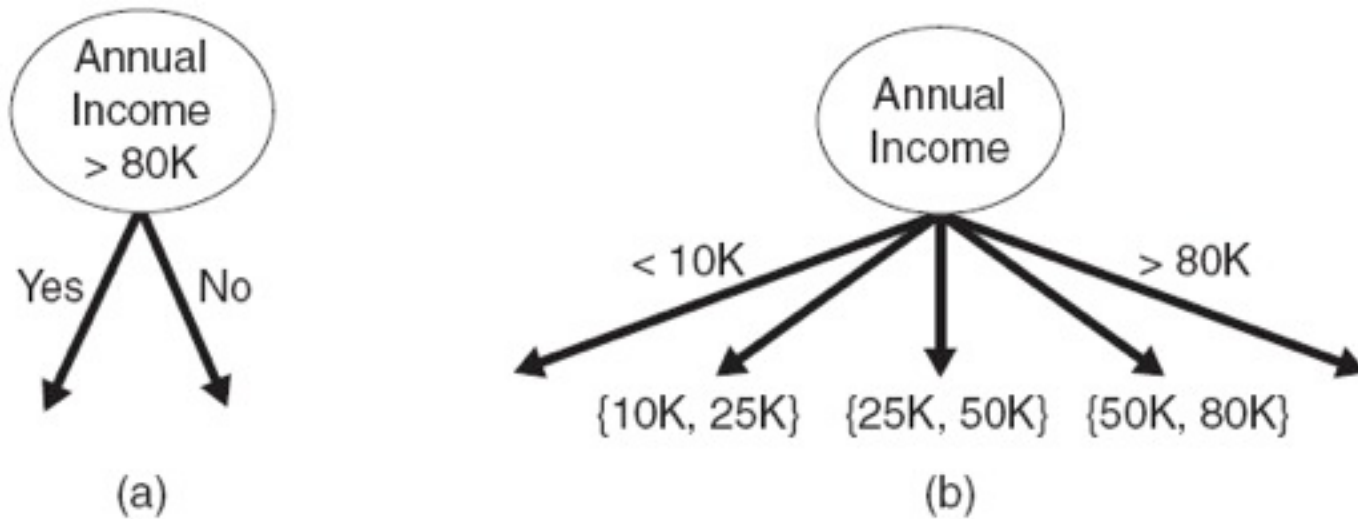 Annual
Income
> 80K
Yes
No
(a)
Annual
Income
< 10K
> 80K
{10K, 25K}
{25K, 50K}
{50K, 80K}
(b)